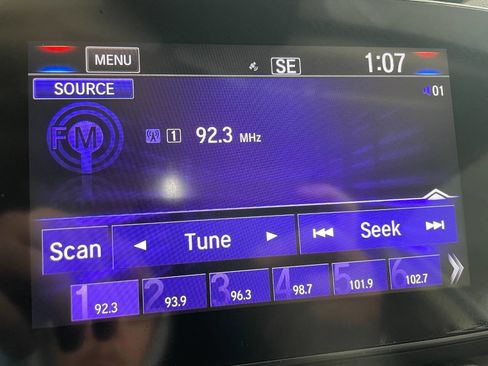 MENU SE 1:07
SOURCE 01
FM 1 92.3 MHz
Scan Tune Seek
1 92.3 2 93.9 3 96.3 4 98.7 5 101.9 6 102.7